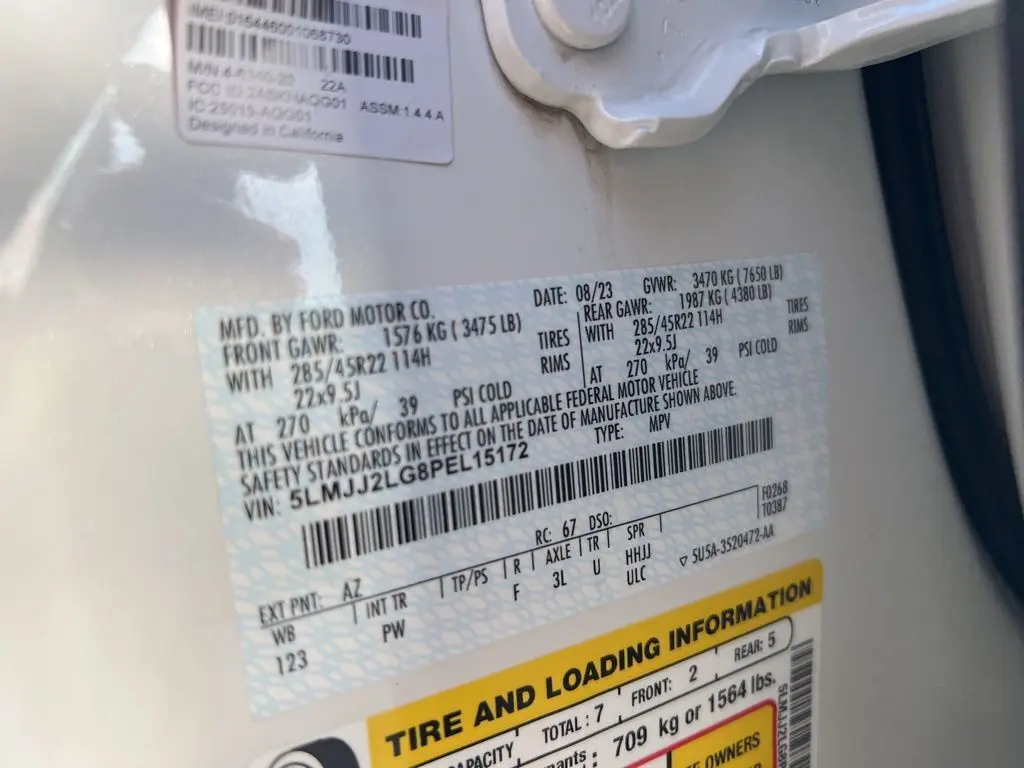 IMEI 015446001068730
M/N 4-0140-20 22A
FCC ID:2ASKHAQG01 ASSM:1.4.4.A
IC:25019-AQG01
Designed in California
MFD. BY FORD MOTOR CO.
DATE: 08/23 GVWR: 3470 KG ( 7650 LB)
FRONT GAWR: 1576 KG ( 3475 LB) REAR GAWR: 1987 KG ( 4380 LB)
WITH 285/45R22 114H TIRES WITH 285/45R22 114H TIRES
22x9.5J RIMS 22x9.5J RIMS
AT 270 kPa/ 39 PSI COLD AT 270 kPa/ 39 PSI COLD
THIS VEHICLE CONFORMS TO ALL APPLICABLE FEDERAL MOTOR VEHICLE
SAFETY STANDARDS IN EFFECT ON THE DATE OF MANUFACTURE SHOWN ABOVE.
VIN: 5LMJJ2LG8PEL15172 TYPE: MPV
EXT PNT: AZ RC: 67 DSO: F0268
T0387
WB INT TR TP/PS R AXLE TR SPR
123 PW F 3L U HHJJ
ULC
▽ 5U5A-3520472-AA
TIRE AND LOADING INFORMATION
TOTAL : 7 FRONT: 2 REAR: 5
709 kg or 1564 lbs.
OWNERS